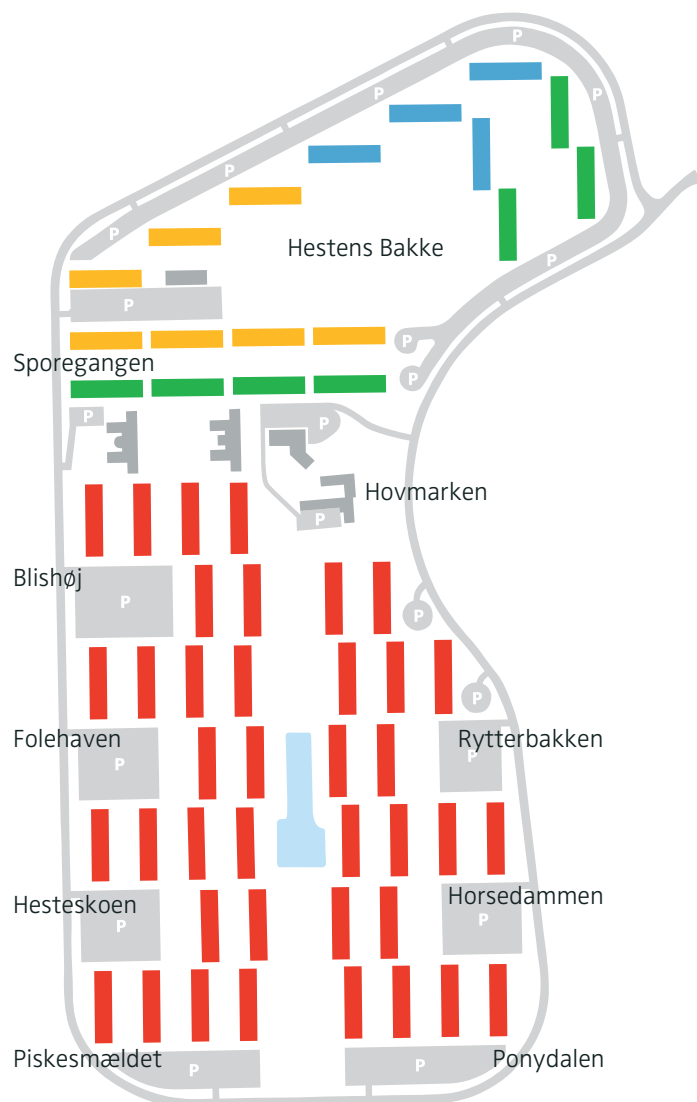 P
P
P
P
P
P
Hestens Bakke
P
P
P
Sporegangen
P
P
P
Hovmarken
P
Blishøj
P
P
P
Folehaven
Rytterbakken
P
P
Hesteskoen
Horsedammen
P
P
Piskesmældet
Ponydalen
P
P